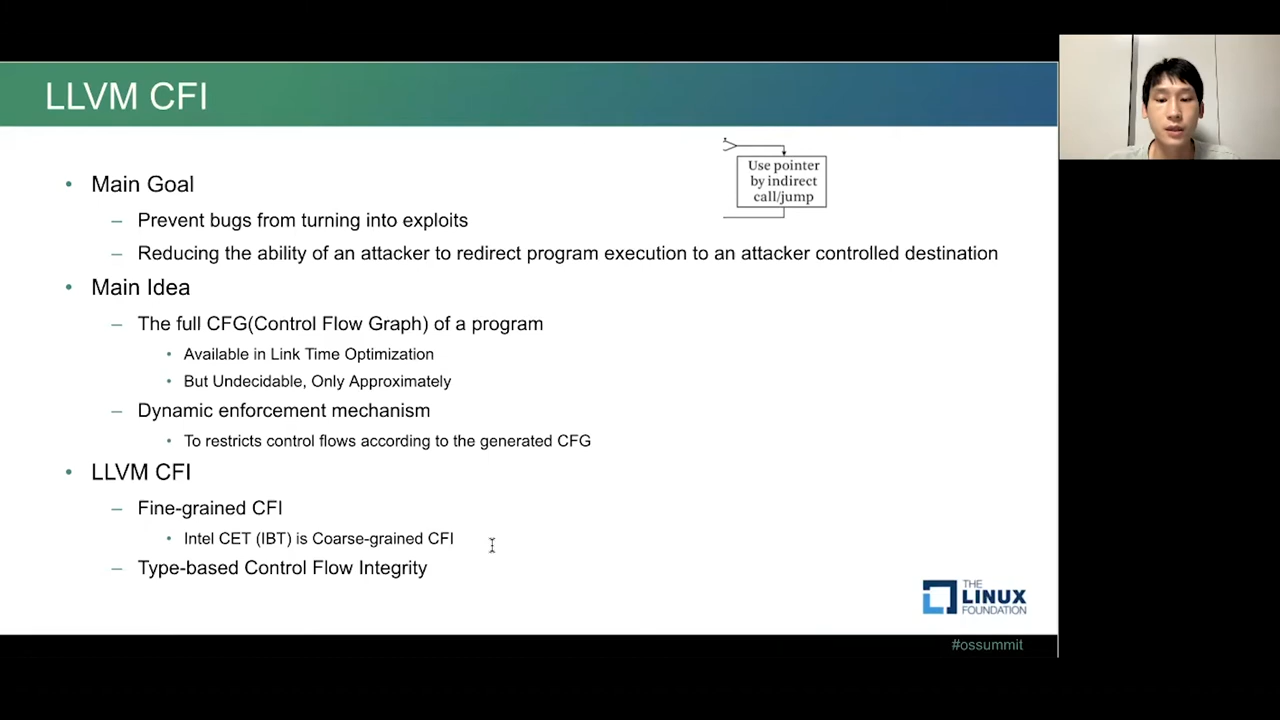 LLVM CFI
Use pointer
by indirect
call/jump
• Main Goal
– Prevent bugs from turning into exploits
– Reducing the ability of an attacker to redirect program execution to an attacker controlled destination
• Main Idea
– The full CFG(Control Flow Graph) of a program
• Available in Link Time Optimization
• But Undecidable, Only Approximately
– Dynamic enforcement mechanism
• To restricts control flows according to the generated CFG
• LLVM CFI
– Fine-grained CFI
• Intel CET (IBT) is Coarse-grained CFI
– Type-based Control Flow Integrity
THE
LINUX
FOUNDATION
#ossummit